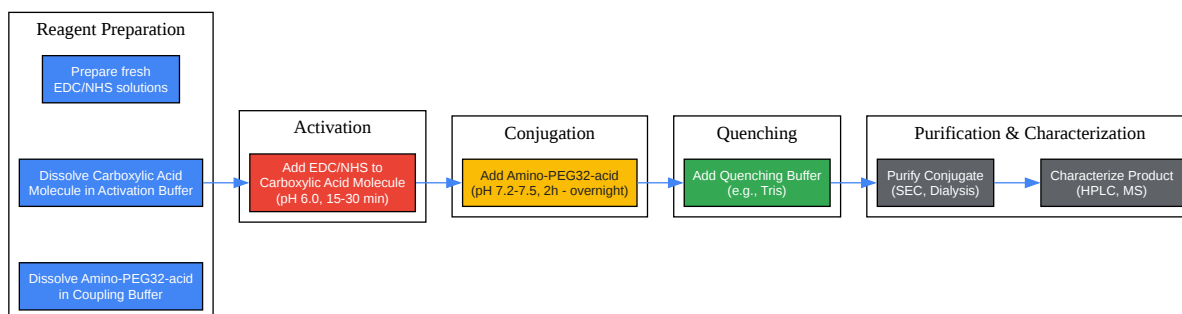 Reagent Preparation
Prepare fresh
EDC/NHS solutions
Dissolve Carboxylic Acid
Molecule in Activation Buffer
Dissolve Amino-PEG32-acid
in Coupling Buffer
Activation
Add EDC/NHS to
Carboxylic Acid Molecule
(pH 6.0, 15-30 min)
Conjugation
Add Amino-PEG32-acid
(pH 7.2-7.5, 2h - overnight)
Quenching
Add Quenching Buffer
(e.g., Tris)
Purification & Characterization
Purify Conjugate
(SEC, Dialysis)
Characterize Product
(HPLC, MS)